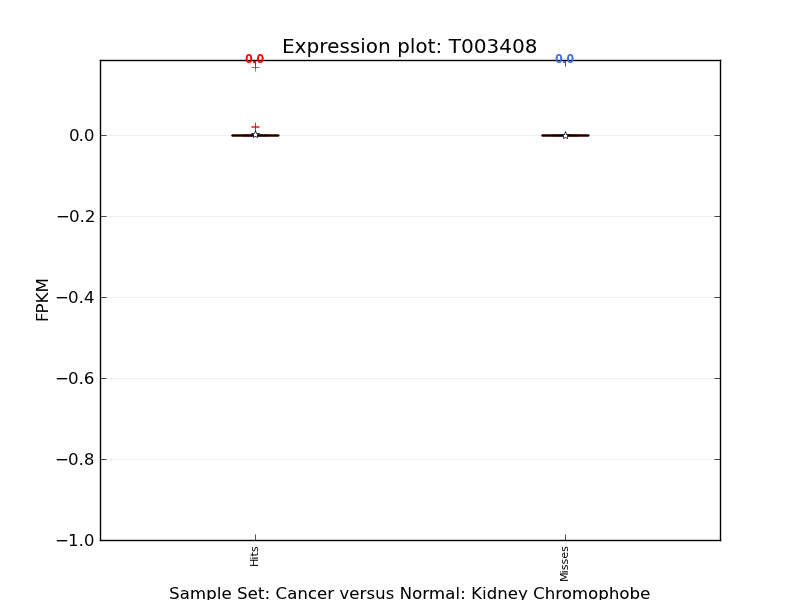 Expression plot: T003408
0.0 0.0
0.0
−0.2
−0.4
−0.6
−0.8
−1.0
FPKM
Hits Misses
Sample Set: Cancer versus Normal: Kidney Chromophobe